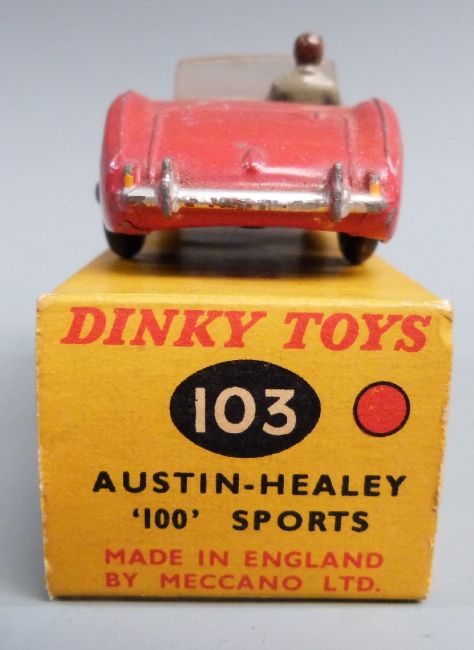 DINKY TOYS
103
AUSTIN-HEALEY
'100' SPORTS
MADE IN ENGLAND
BY MECCANO LTD.